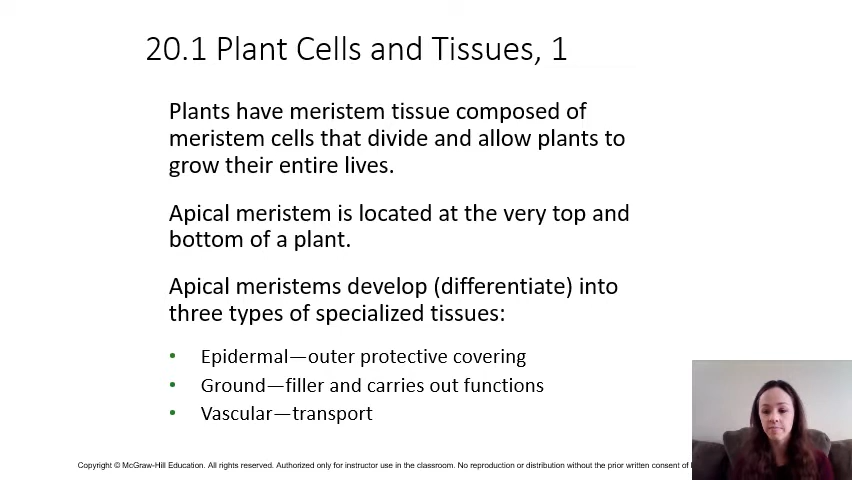 20.1 Plant Cells and Tissues, 1
Plants have meristem tissue composed of
meristem cells that divide and allow plants to
grow their entire lives.
Apical meristem is located at the very top and
bottom of a plant.
Apical meristems develop (differentiate) into
three types of specialized tissues:
• Epidermal—outer protective covering
• Ground—filler and carries out functions
• Vascular—transport
Copyright © McGraw-Hill Education. All rights reserved. Authorized only for instructor use in the classroom. No reproduction or distribution without the prior written consent of